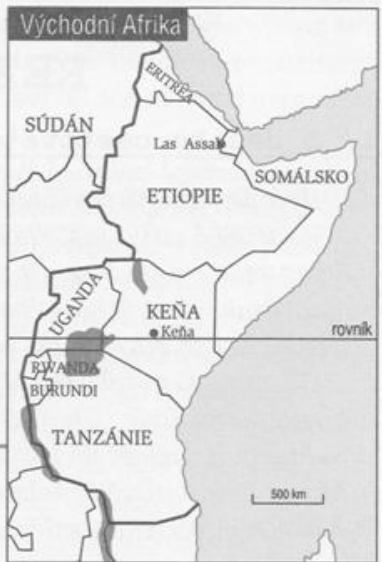 Východní Afrika
ERITREA
SÚDÁN
Las Assal
SOMÁLSKO
ETIOPIE
UGANDA
KEŇA
Keňa
rovník
RWANDA
BURUNDI
TANZÁNIE
500 km